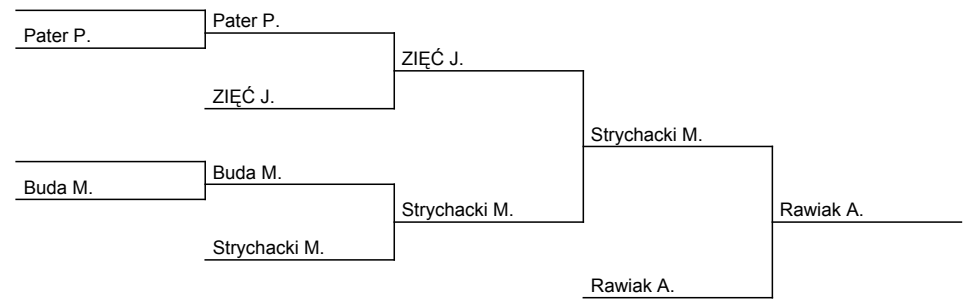 Pater P.
Pater P.
ZIĘĆ J.
ZIĘĆ J.
Strychacki M.
Buda M.
Buda M.
Strychacki M.
Rawiak A.
Strychacki M.
Rawiak A.